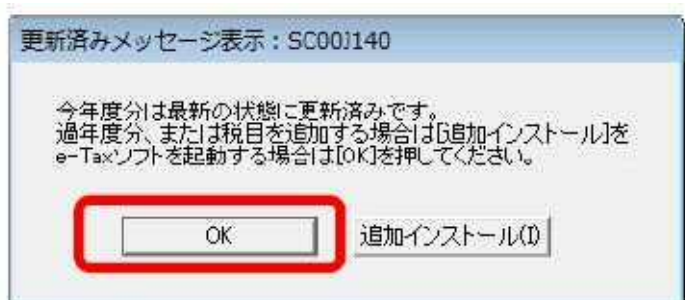 更新済みメッセージ表示：SC00J140
今年度分は最新の状態に更新済みです。
過年度分、または税目を追加する場合は[追加インストール]を
e-Taxソフトを起動する場合は[OK]を押してください。
OK
追加インストール(I)